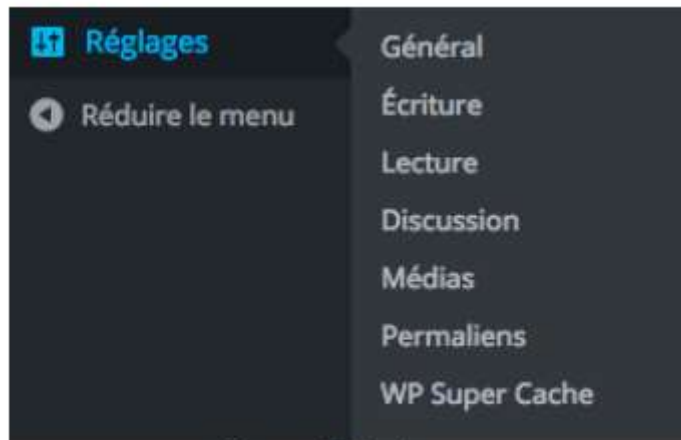 Réglages
Réduire le menu
Général
Écriture
Lecture
Discussion
Médias
Permaliens
WP Super Cache